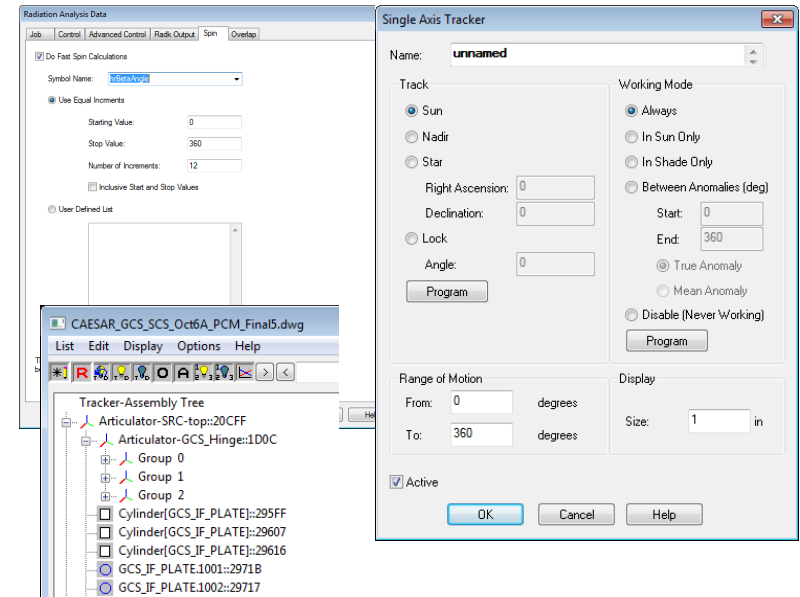 Radiation Analysis Data
Job Control Advanced Control Radk Output Spin Overlap
Do Fast Spin Calculations
Symbol Name: hrBetaAngle
Use Equal Incrments
Starting Value: 0
Stop Value: 360
Number of Increments: 12
Inclusive Start and Stop Values
User Defined List
Hel
CAESAR_GCS_SCS_Oct6A_PCM_Final5.dwg
List Edit Display Options Help
Tracker-Assembly Tree
Articulator-SRC-top::20CFF
Articulator-GCS_Hinge::1D0C
Group 0
Group 1
Group 2
Cylinder[GCS_IF_PLATE]::295FF
Cylinder[GCS_IF_PLATE]::29607
Cylinder[GCS_IF_PLATE]::29616
GCS_IF_PLATE.1001::2971B
GCS_IF_PLATE.1002::29717
Single Axis Tracker
Name: unnamed
Track
Sun
Nadir
Star
Right Ascension: 0
Declination: 0
Lock
Angle: 0
Program
Working Mode
Always
In Sun Only
In Shade Only
Between Anomalies (deg)
Start: 0
End: 360
True Anomaly
Mean Anomaly
Disable (Never Working)
Program
Range of Motion
From: 0 degrees
To: 360 degrees
Display
Size: 1 in
Active
OK Cancel Help